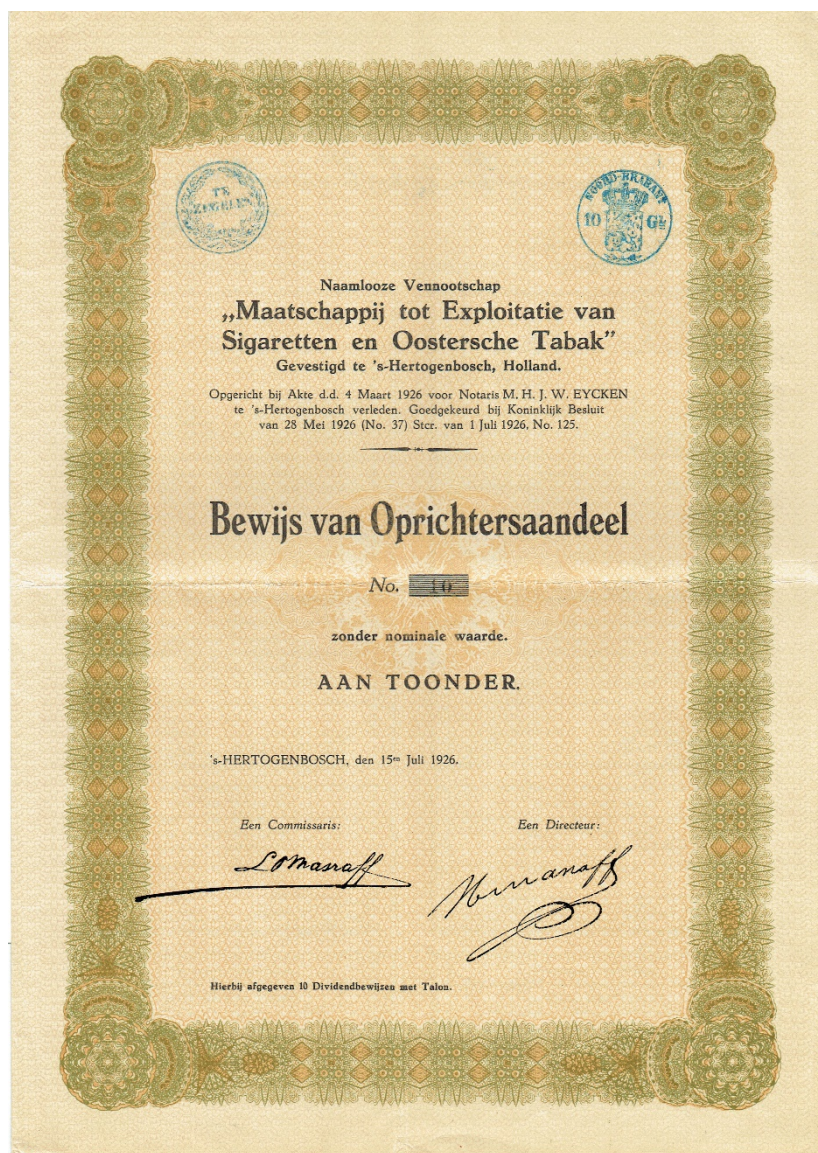 TE
ZEGELEN
NOORD-BRABANT
10 Gls
Naamlooze Vennootschap
„Maatschappij tot Exploitatie van
Sigaretten en Oostersche Tabak”
Gevestigd te 's-Hertogenbosch, Holland.
Opgericht bij Akte d.d. 4 Maart 1926 voor Notaris M. H. J. W. EYCKEN
te 's-Hertogenbosch verleden. Goedgekeurd bij Koninklijk Besluit
van 28 Mei 1926 (No. 37) Stcr. van 1 Juli 1926, No. 125.
Bewijs van Oprichtersaandeel
No. 10
zonder nominale waarde.
AAN TOONDER.
's-HERTOGENBOSCH, den 15en Juli 1926.
Een Commissaris: Een Directeur:
Hierbij afgegeven 10 Dividendbewijzen met Talon.